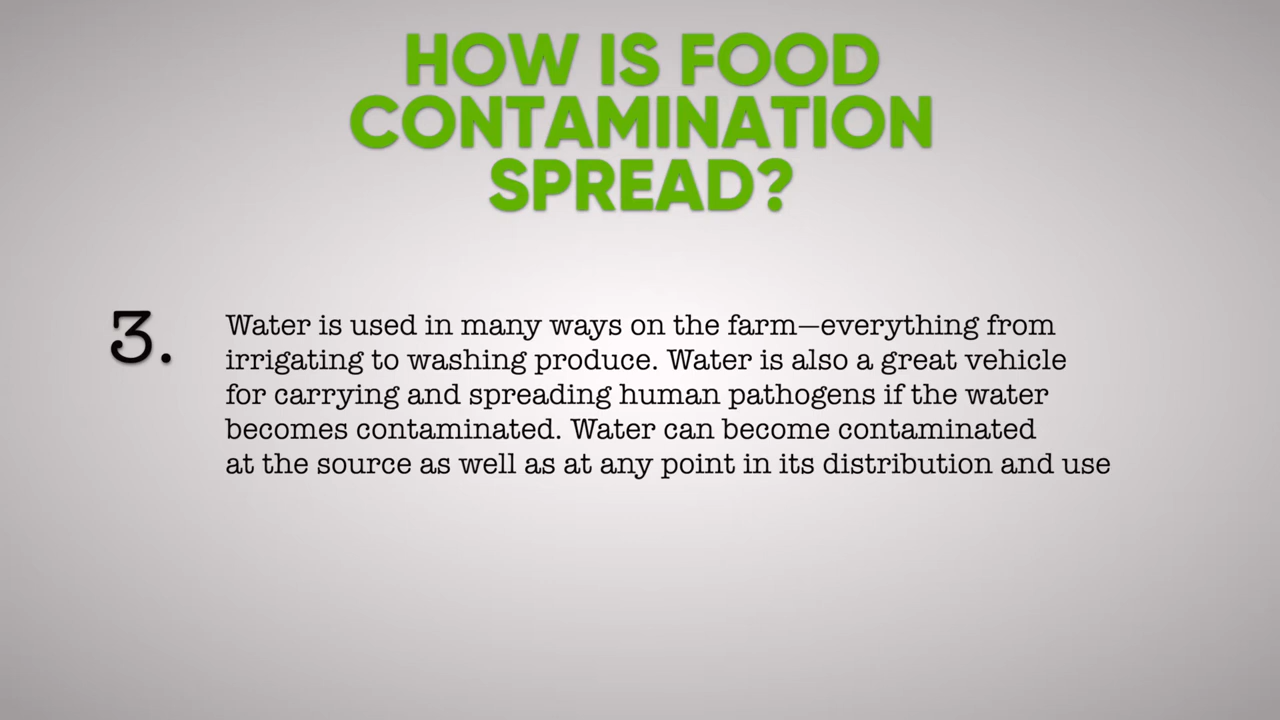 HOW IS FOOD
CONTAMINATION
SPREAD?
3.
Water is used in many ways on the farm—everything from
irrigating to washing produce. Water is also a great vehicle
for carrying and spreading human pathogens if the water
becomes contaminated. Water can become contaminated
at the source as well as at any point in its distribution and use